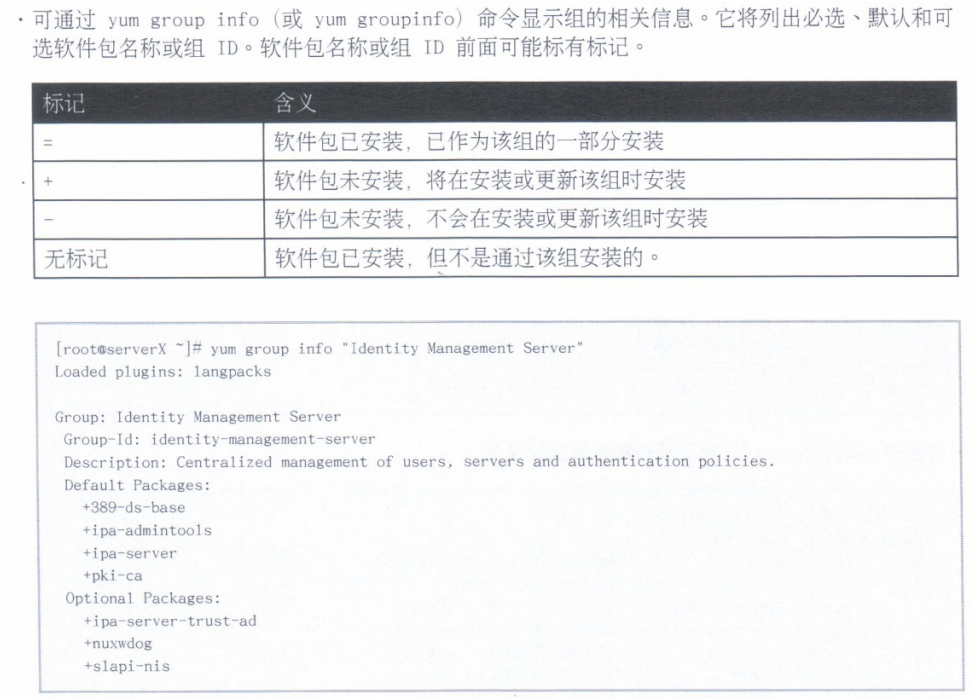 · 可通过 yum group info（或 yum groupinfo）命令显示组的相关信息。它将列出必选、默认和可
选软件包名称或组 ID。软件包名称或组 ID 前面可能标有标记。
标记 含义
= 软件包已安装，已作为该组的一部分安装
+ 软件包未安装，将在安装或更新该组时安装
- 软件包未安装，不会在安装或更新该组时安装
无标记 软件包已安装，但不是通过该组安装的。
[root@serverX ~]# yum group info "Identity Management Server"
Loaded plugins: langpacks
Group: Identity Management Server
Group-Id: identity-management-server
Description: Centralized management of users, servers and authentication policies.
Default Packages:
+389-ds-base
+ipa-admintools
+ipa-server
+pki-ca
Optional Packages:
+ipa-server-trust-ad
+nuxwdog
+slapi-nis